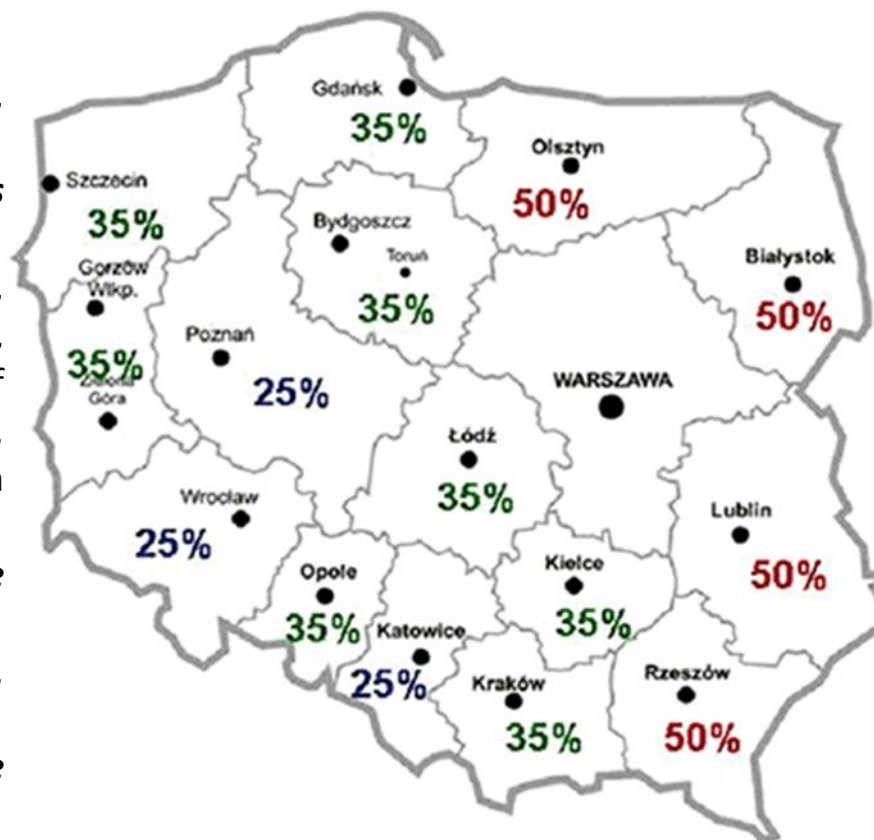 Gdańsk
35%
Olsztyn
50%
Szczecin
35%
Bydgoszcz
Toruń
35%
Białystok
50%
Gorzów
Wlkp.
35%
Góra
Poznań
25%
WARSZAWA
Łódź
35%
Wrocław
25%
Lublin
50%
Opole
35%
Kielce
35%
Katowice
25%
Kraków
35%
Rzeszów
50%